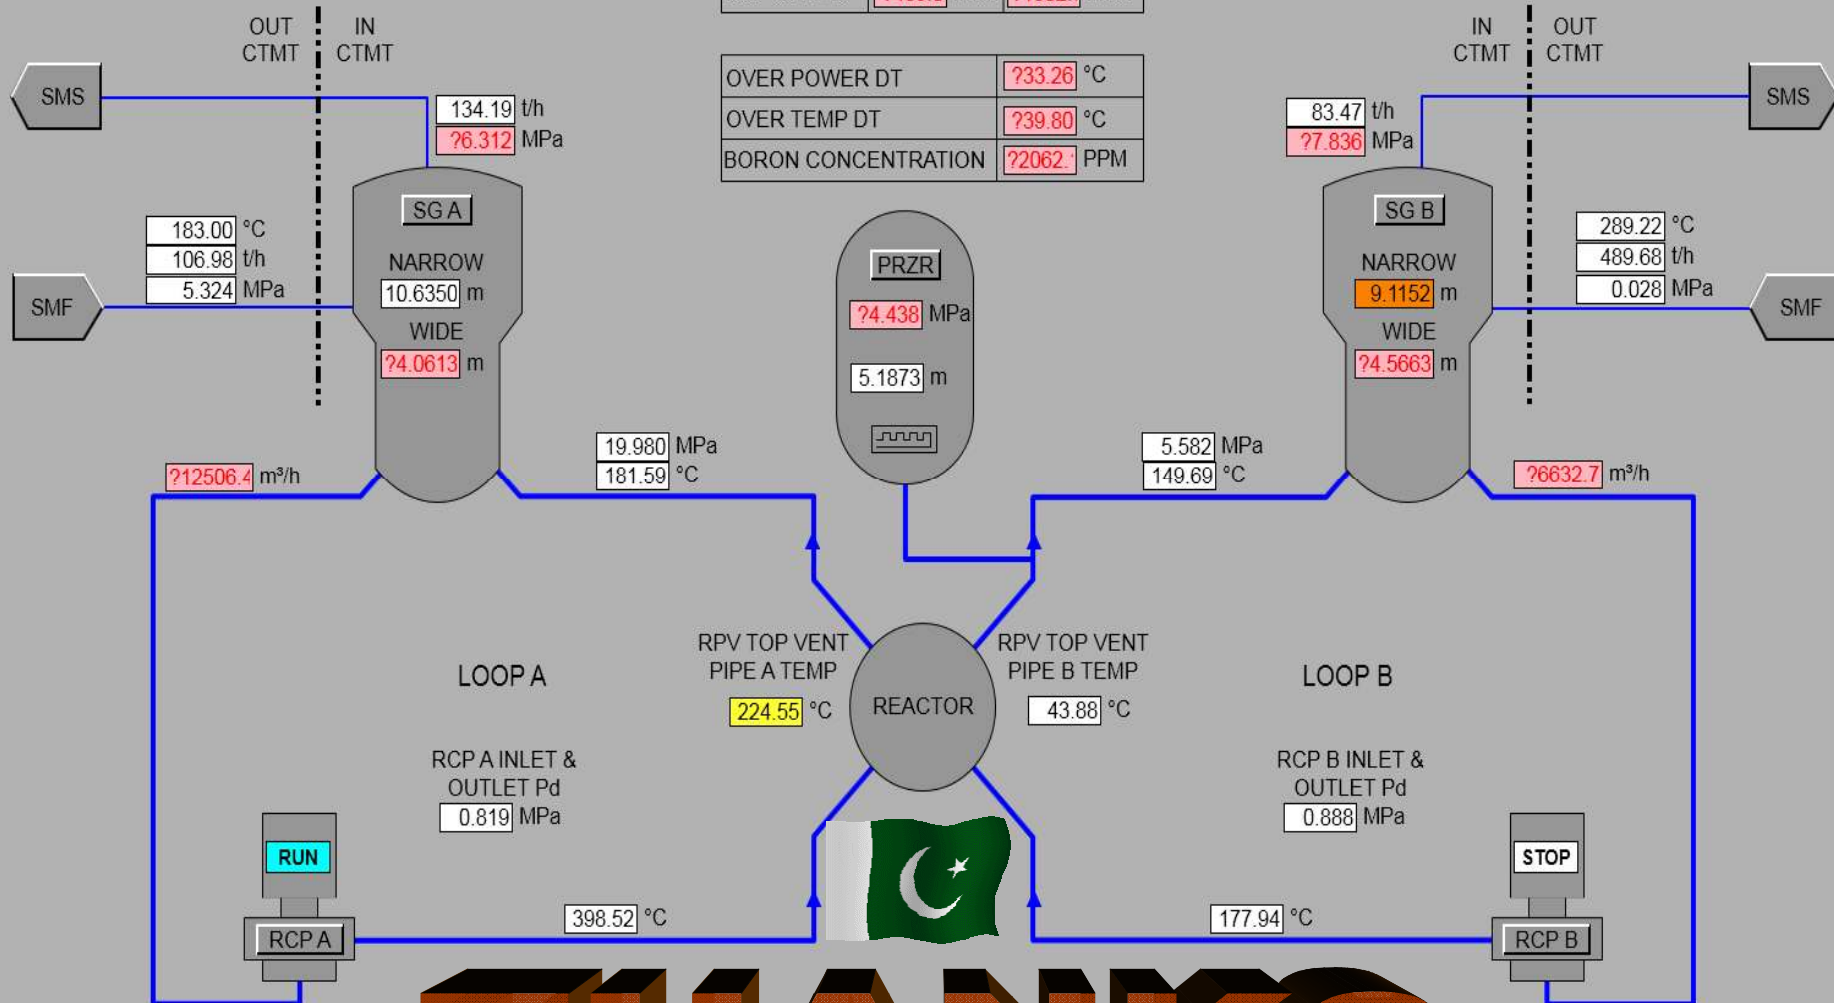 OUT
CTMT
IN
CTMT
IN
CTMT
OUT
CTMT
OVER POWER DT ?33.26 °C
OVER TEMP DT ?39.80 °C
BORON CONCENTRATION ?2062. PPM
SMS
134.19 t/h
?6.312 MPa
83.47 t/h
?7.836 MPa
SMS
SG A
NARROW
10.6350 m
WIDE
?4.0613 m
183.00 °C
106.98 t/h
5.324 MPa
SMF
PRZR
?4.438 MPa
5.1873 m
SG B
NARROW
9.1152 m
WIDE
?4.5663 m
289.22 °C
489.68 t/h
0.028 MPa
SMF
?12506.4 m³/h
19.980 MPa
181.59 °C
5.582 MPa
149.69 °C
?6632.7 m³/h
LOOP A
RPV TOP VENT
PIPE A TEMP
224.55 °C
REACTOR
RPV TOP VENT
PIPE B TEMP
43.88 °C
LOOP B
RCP A INLET &
OUTLET Pd
0.819 MPa
RCP B INLET &
OUTLET Pd
0.888 MPa
RUN
RCP A
398.52 °C
177.94 °C
STOP
RCP B